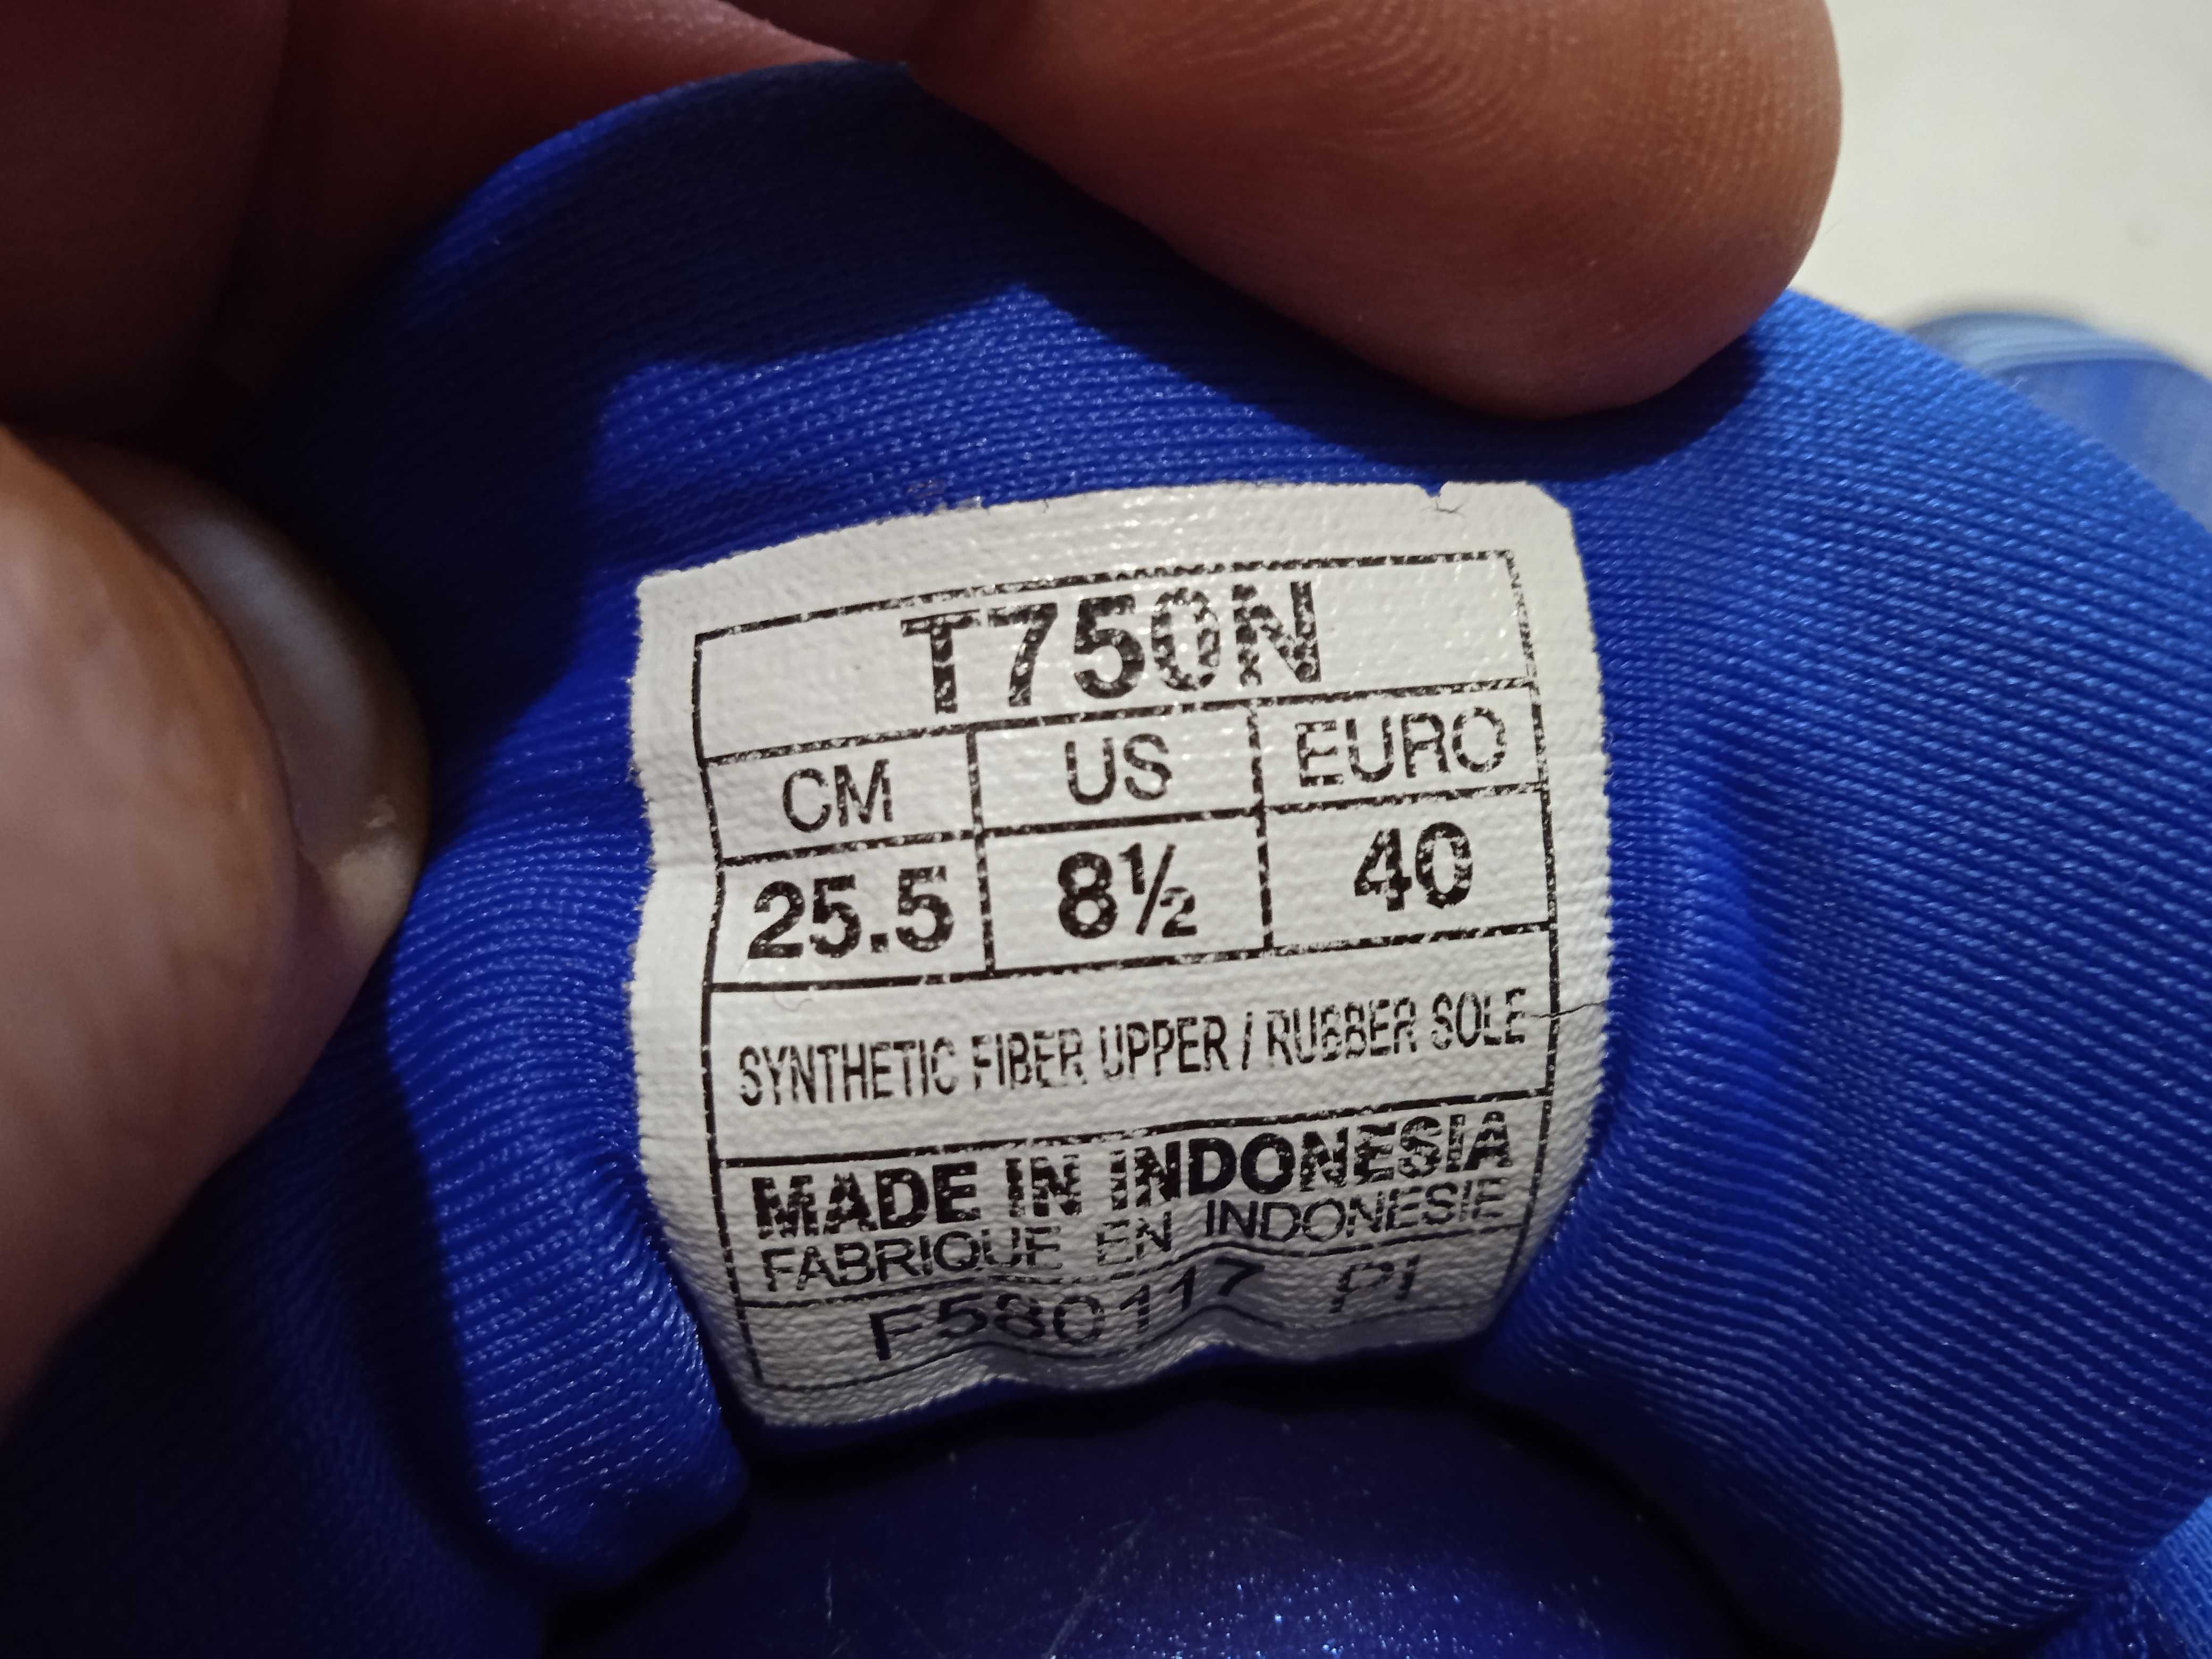 T750N
CM US EURO
25.5 8½ 40
SYNTHETIC FIBER UPPER / RUBBER SOLE
MADE IN INDONESIA
FABRIQUE EN INDONESIE
F580117 PI